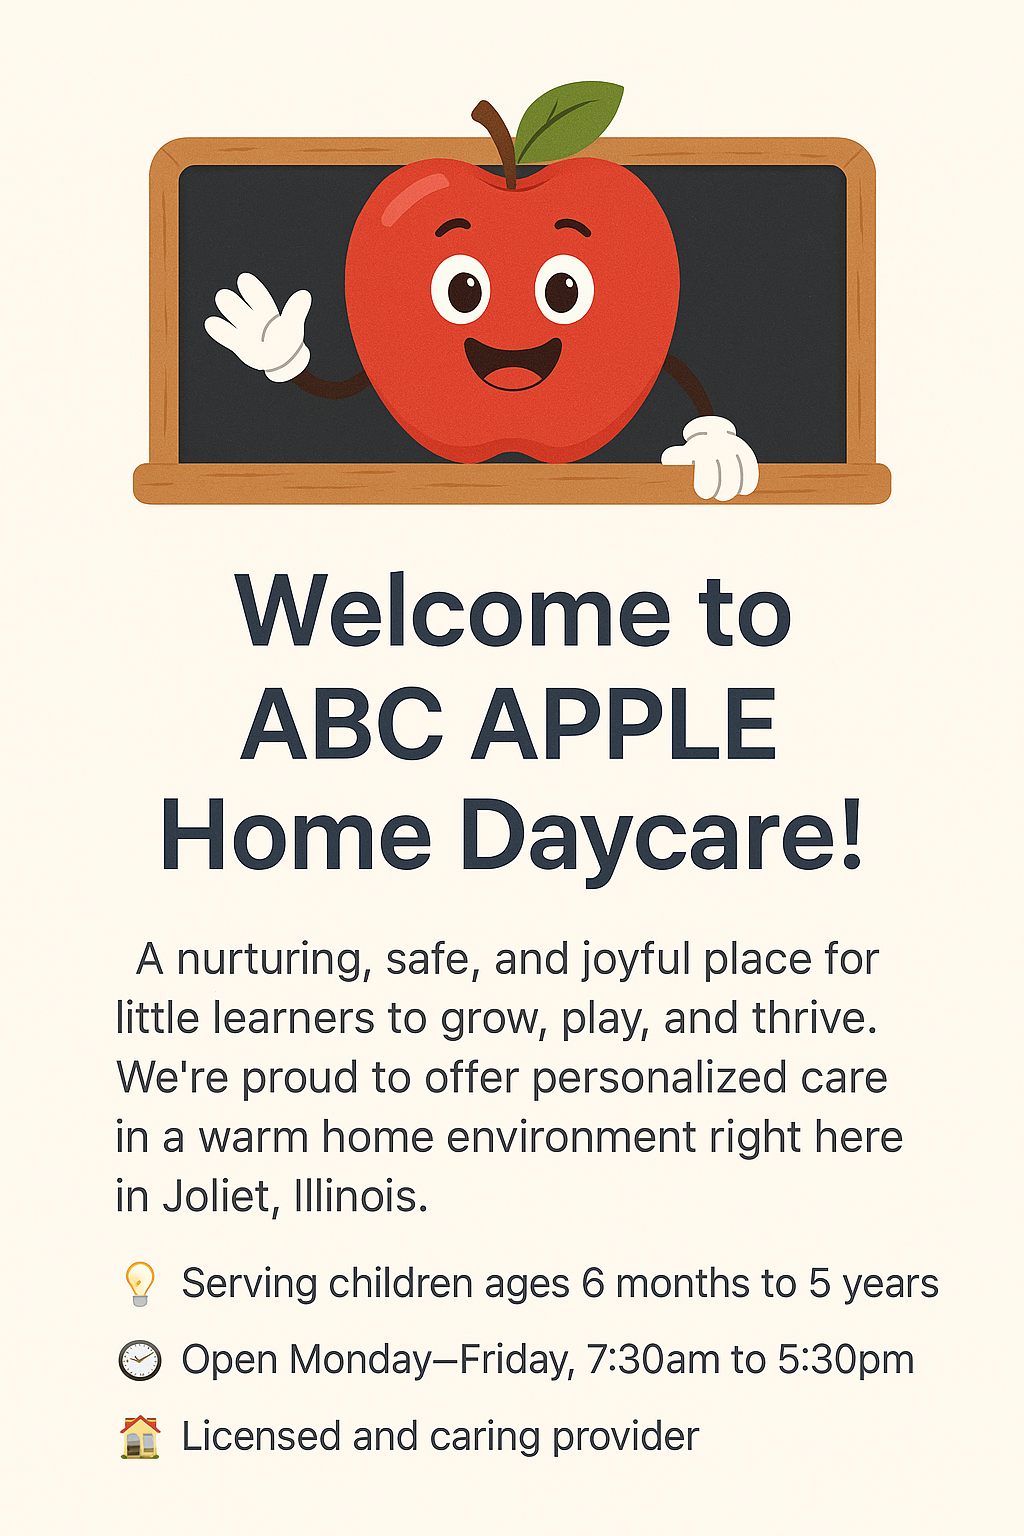 Welcome to
ABC APPLE
Home Daycare!
A nurturing, safe, and joyful place for
little learners to grow, play, and thrive.
We're proud to offer personalized care
in a warm home environment right here
in Joliet, Illinois.
Serving children ages 6 months to 5 years
Open Monday–Friday, 7:30am to 5:30pm
Licensed and caring provider